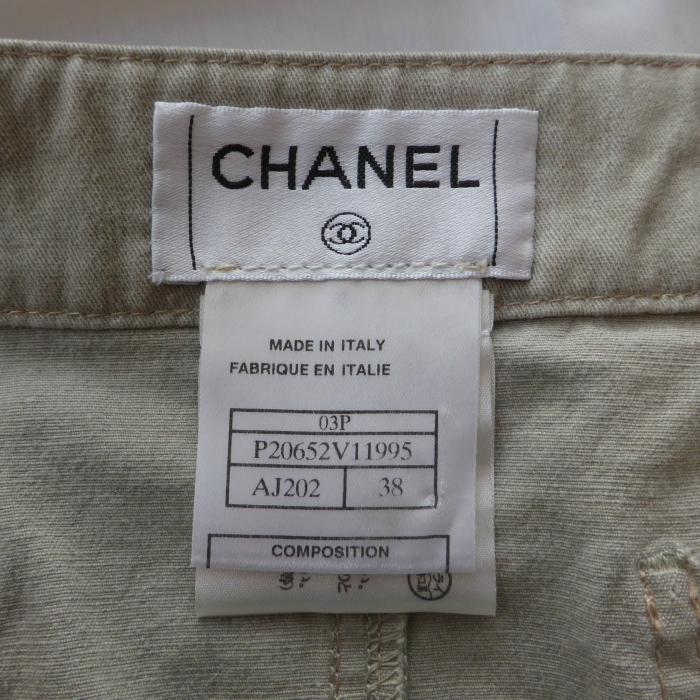 CHANEL
MADE IN ITALY
FABRIQUE EN ITALIE
03P
P20652V11995
AJ202 38
COMPOSITION